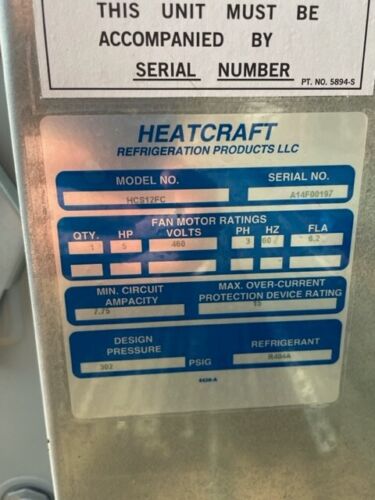 THIS UNIT MUST BE
ACCOMPANIED BY
SERIAL NUMBER
PT. NO. 5894-S
HEATCRAFT
REFRIGERATION PRODUCTS LLC
MODEL NO. SERIAL NO.
HCS12FC A14F00197
FAN MOTOR RATINGS
QTY. HP VOLTS PH HZ FLA
1 5 460 3 60 6.2
MIN. CIRCUIT AMPACITY
7.75
MAX. OVER-CURRENT
PROTECTION DEVICE RATING
15
DESIGN
PRESSURE
302 PSIG
REFRIGERANT
R404A